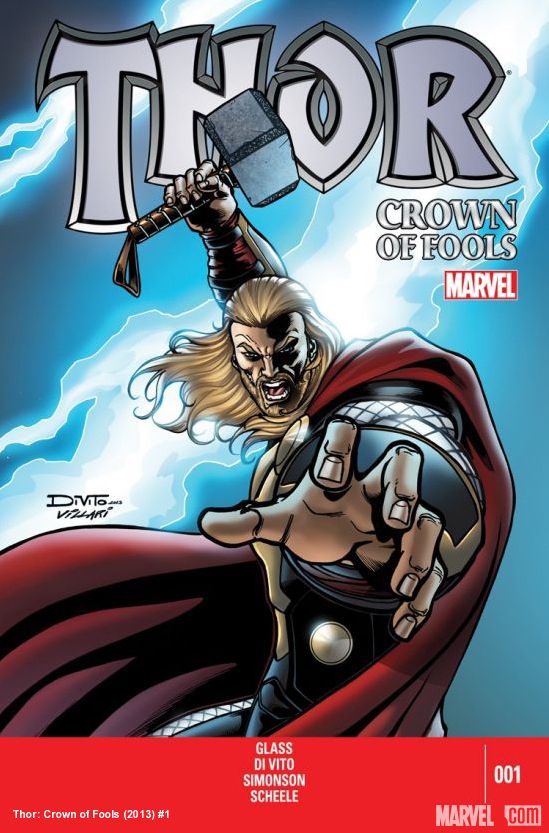 THOR
CROWN
OF FOOLS
MARVEL
DIVITO 2013
VILLARI
GLASS
DI VITO
SIMONSON
SCHEELE
001
Thor: Crown of Fools (2013) #1
MARVEL.COM